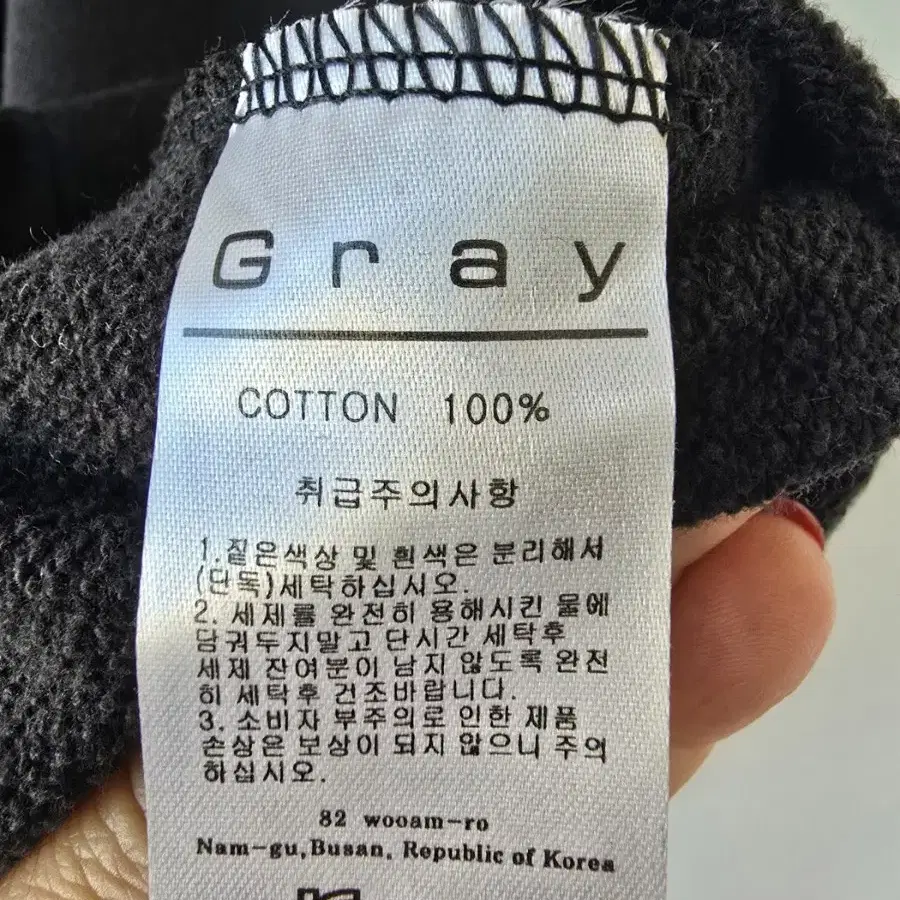 Gray
COTTON 100%
취급주의사항
1.짙은색상 및 흰색은 분리해서
(단독)세탁하십시오.
2. 세제를 완전히 용해시킨 물에
담궈두지말고 단시간 세탁후
세제 잔여분이 남지 않도록 완전
히 세탁후 건조바랍니다.
3. 소비자 부주의로 인한 제품
손상은 보상이 되지 않으니 주의
하십시오.
82 wooam-ro
Nam-gu,Busan, Republic of Korea